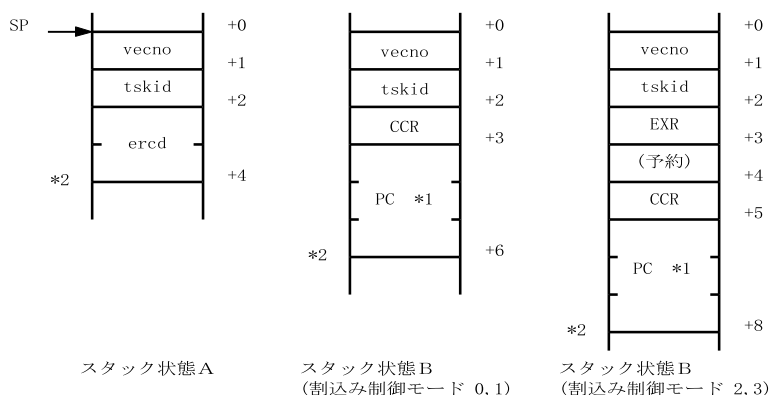 SP
+0
vecno
+1
tskid
+2
ercd
*2
+4
スタック状態A
+0
vecno
+1
tskid
+2
CCR
+3
PC *1
*2
+6
スタック状態B
(割込み制御モード 0,1)
+0
vecno
+1
tskid
+2
EXR
+3
(予約)
+4
CCR
+5
PC *1
*2
+8
スタック状態B
(割込み制御モード 2,3)